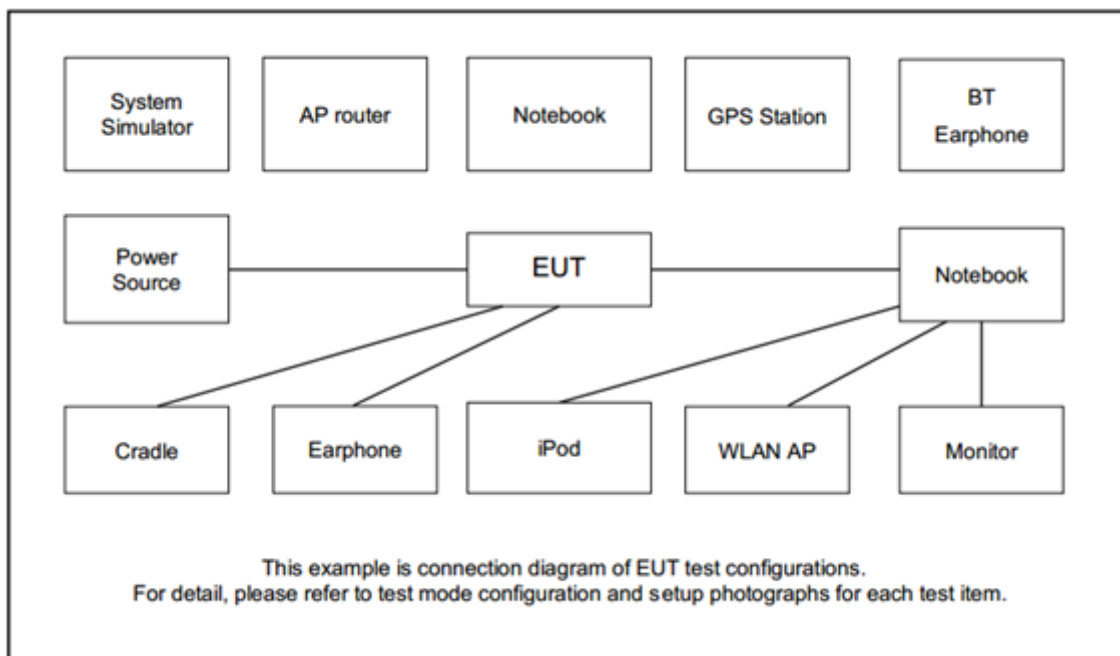 System
Simulator
AP router
Notebook
GPS Station
BT
Earphone
Power
Source
EUT
Notebook
Cradle
Earphone
iPod
WLAN AP
Monitor
This example is connection diagram of EUT test configurations.
For detail, please refer to test mode configuration and setup photographs for each test item.